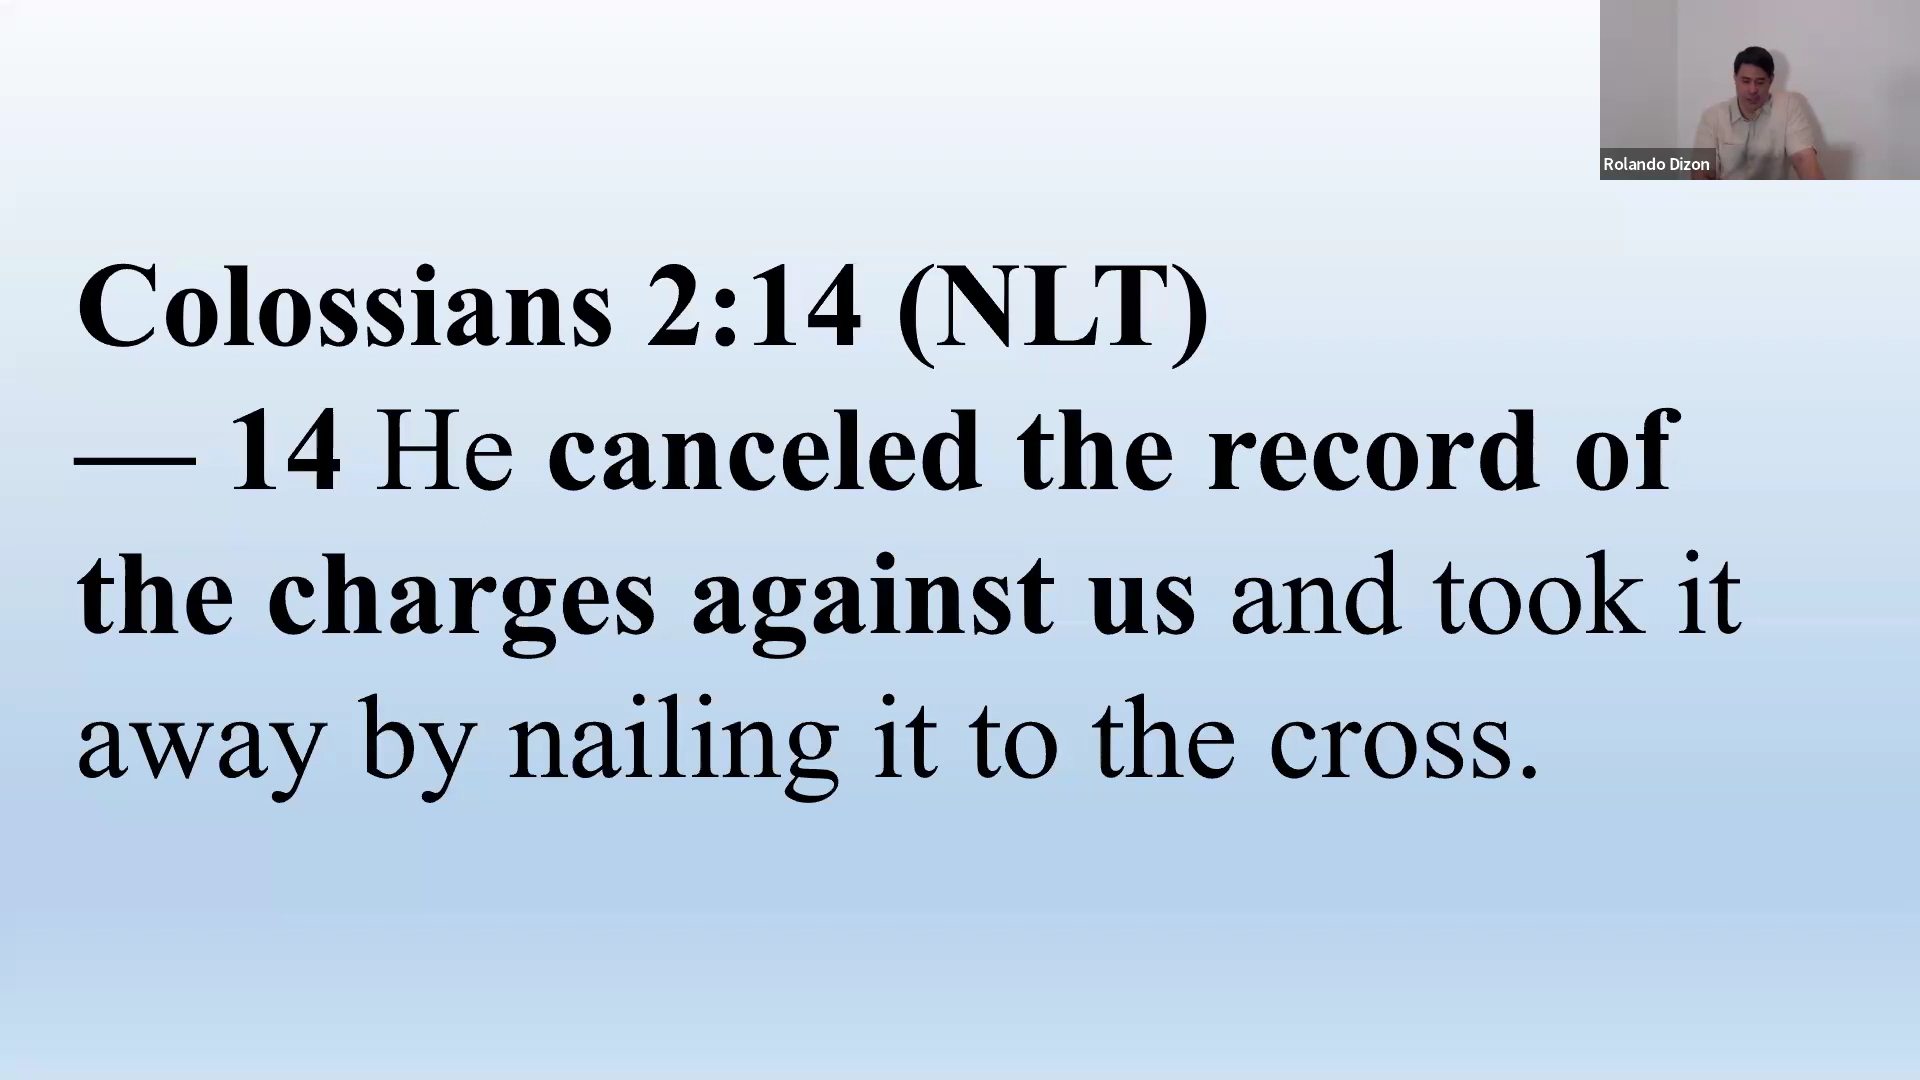 Rolando Dizon
Colossians 2:14 (NLT)
— 14 He canceled the record of
the charges against us and took it
away by nailing it to the cross.